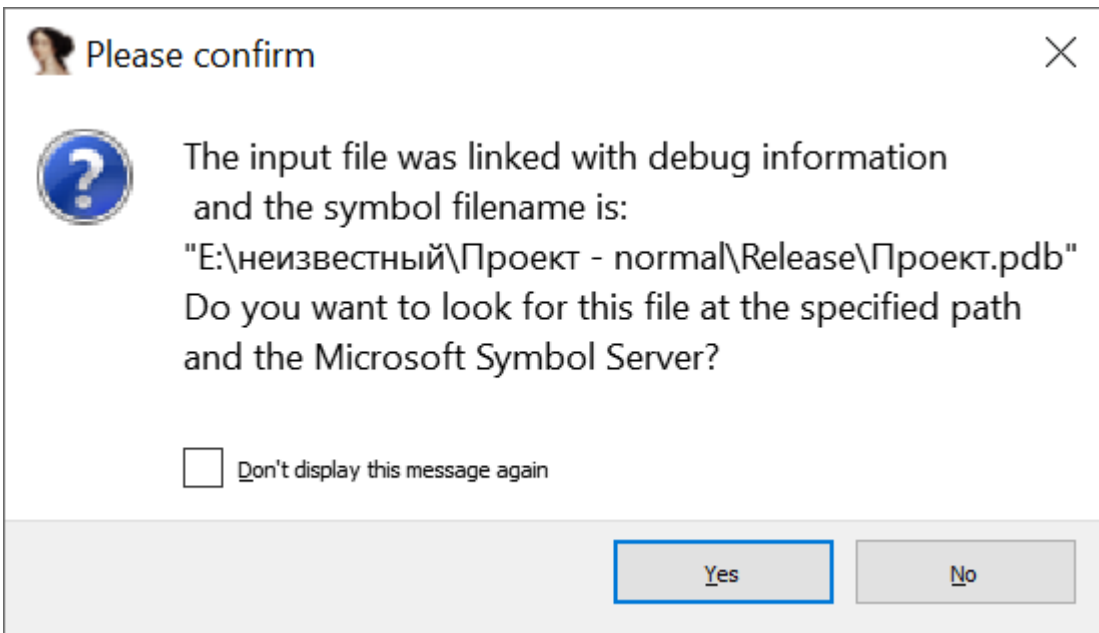 Please confirm
The input file was linked with debug information
and the symbol filename is:
"E:\неизвестный\Проект - normal\Release\Проект.pdb"
Do you want to look for this file at the specified path
and the Microsoft Symbol Server?
Don't display this message again
Yes No